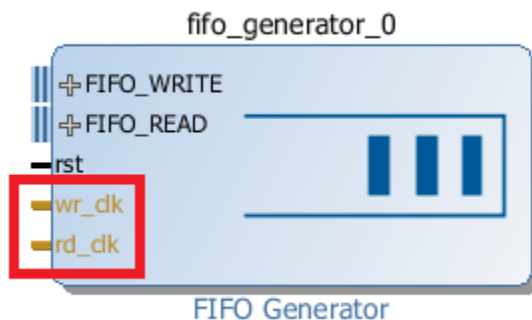 fifo_generator_0
FIFO_WRITE
FIFO_READ
rst
wr_clk
rd_clk
FIFO Generator